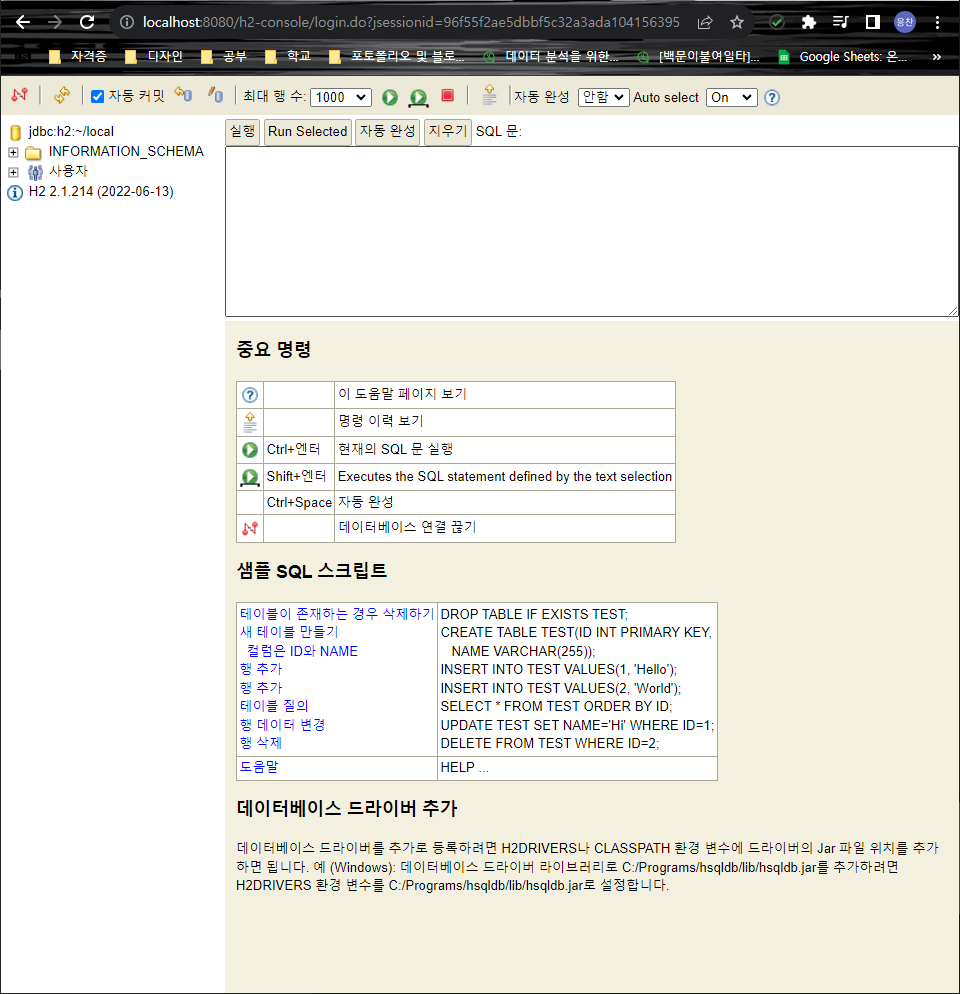 localhost:8080/h2-console/login.do?jsessionid=96f55f2ae5dbbf5c32a3ada104156395
응찬
자격증 디자인 공부 학교 포토폴리오 및 블로... 데이터 분석을 위한... [백문이불여일타]... Google Sheets: 온... »
자동 커밋 최대 행 수: 1000 자동 완성 안함 Auto select On
jdbc:h2:~/local
INFORMATION_SCHEMA
사용자
H2 2.1.214 (2022-06-13)
실행 Run Selected 자동 완성 지우기 SQL 문:
중요 명령
이 도움말 페이지 보기
명령 이력 보기
Ctrl+엔터 현재의 SQL 문 실행
Shift+엔터 Executes the SQL statement defined by the text selection
Ctrl+Space 자동 완성
데이터베이스 연결 끊기
샘플 SQL 스크립트
테이블이 존재하는 경우 삭제하기 DROP TABLE IF EXISTS TEST;
새 테이블 만들기 CREATE TABLE TEST(ID INT PRIMARY KEY,
컬럼은 ID와 NAME NAME VARCHAR(255));
행 추가 INSERT INTO TEST VALUES(1, 'Hello');
행 추가 INSERT INTO TEST VALUES(2, 'World');
테이블 질의 SELECT * FROM TEST ORDER BY ID;
행 데이터 변경 UPDATE TEST SET NAME='Hi' WHERE ID=1;
행 삭제 DELETE FROM TEST WHERE ID=2;
도움말 HELP ...
데이터베이스 드라이버 추가
데이터베이스 드라이버를 추가로 등록하려면 H2DRIVERS나 CLASSPATH 환경 변수에 드라이버의 Jar 파일 위치를 추가
하면 됩니다. 예 (Windows): 데이터베이스 드라이버 라이브러리로 C:/Programs/hsqldb/lib/hsqldb.jar를 추가하려면
H2DRIVERS 환경 변수를 C:/Programs/hsqldb/lib/hsqldb.jar로 설정합니다.